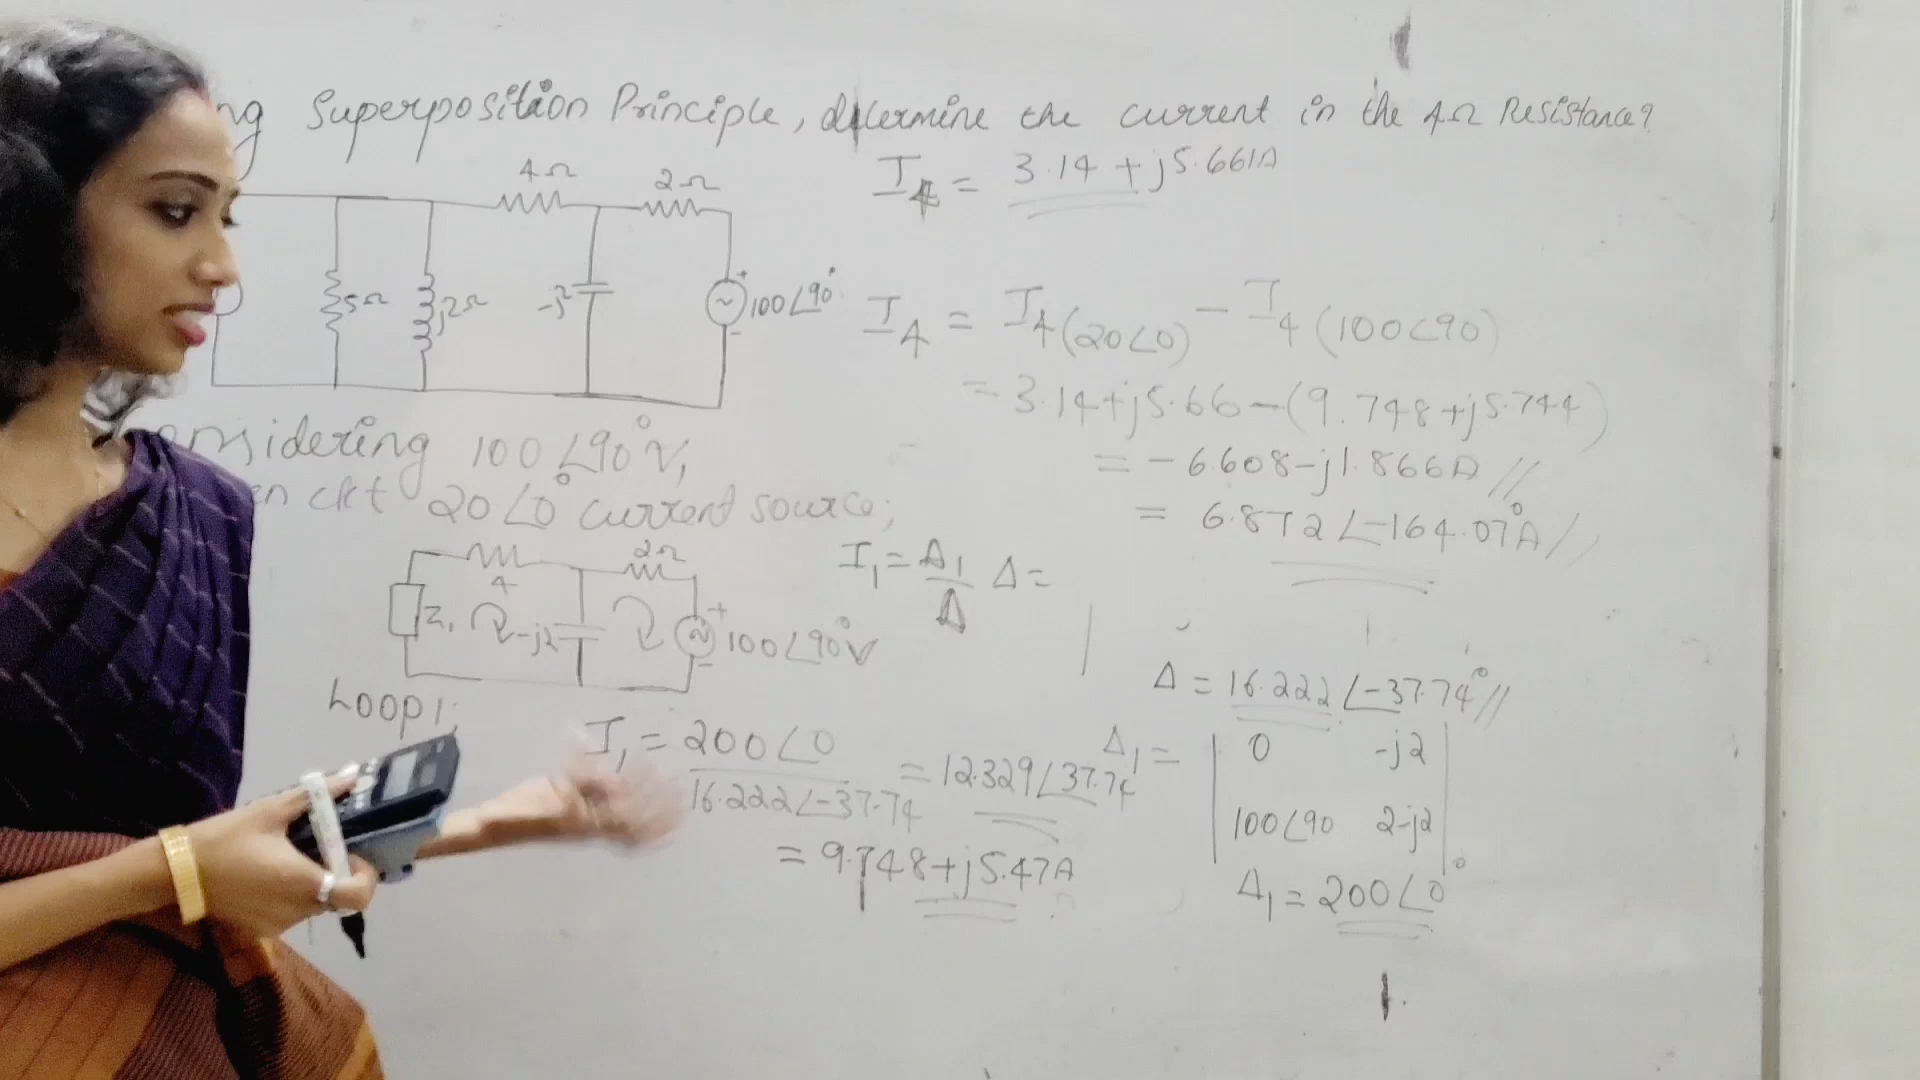 ng Superposition Principle, determine the current in the 4Ω Resistance?
I4 = 3.14 + j5.661A
4Ω
2Ω
5Ω
j2Ω
-j2
+
100∠90°
-
I4 = I4(20∠0) - I4(100∠90)
= 3.14+j5.66-(9.748+j5.744)
= -6.608-j1.866A //
= 6.872∠-164.07°A //
onsidering 100∠90°V,
en ckt 20∠0° current source;
4
2Ω
Z1
-j2
+
100∠90°V
-
I1 = Δ1/Δ
Δ =
Loop1;
Δ = 16.222∠-37.74° //
Δ1 = | 0 -j2 |
| 100∠90 2-j2 |
Δ1 = 200∠0°
I1 = 200∠0 / 16.222∠-37.74 = 12.329∠37.74
= 9.748+j5.47A